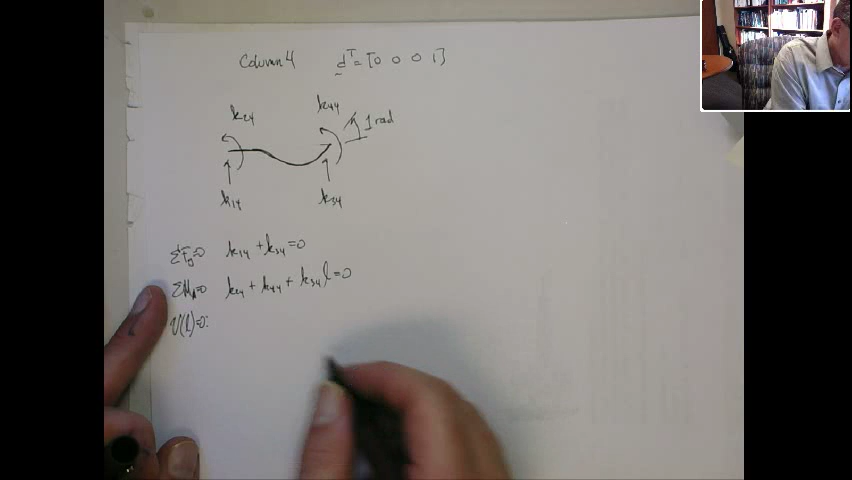 Column 4 d^T = [0 0 0 1]
k24 k44
1 rad
k14 k34
ΣFy=0 k14 + k34 = 0
ΣMA=0 k24 + k44 + k34 l = 0
v(l)=0: